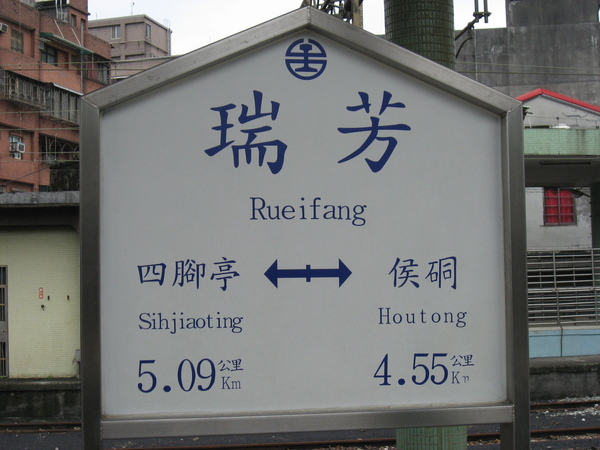 瑞芳
Rueifang
四腳亭 侯硐
Sihjiaoting Houtong
5.09 公里 Km 4.55 公里 Km